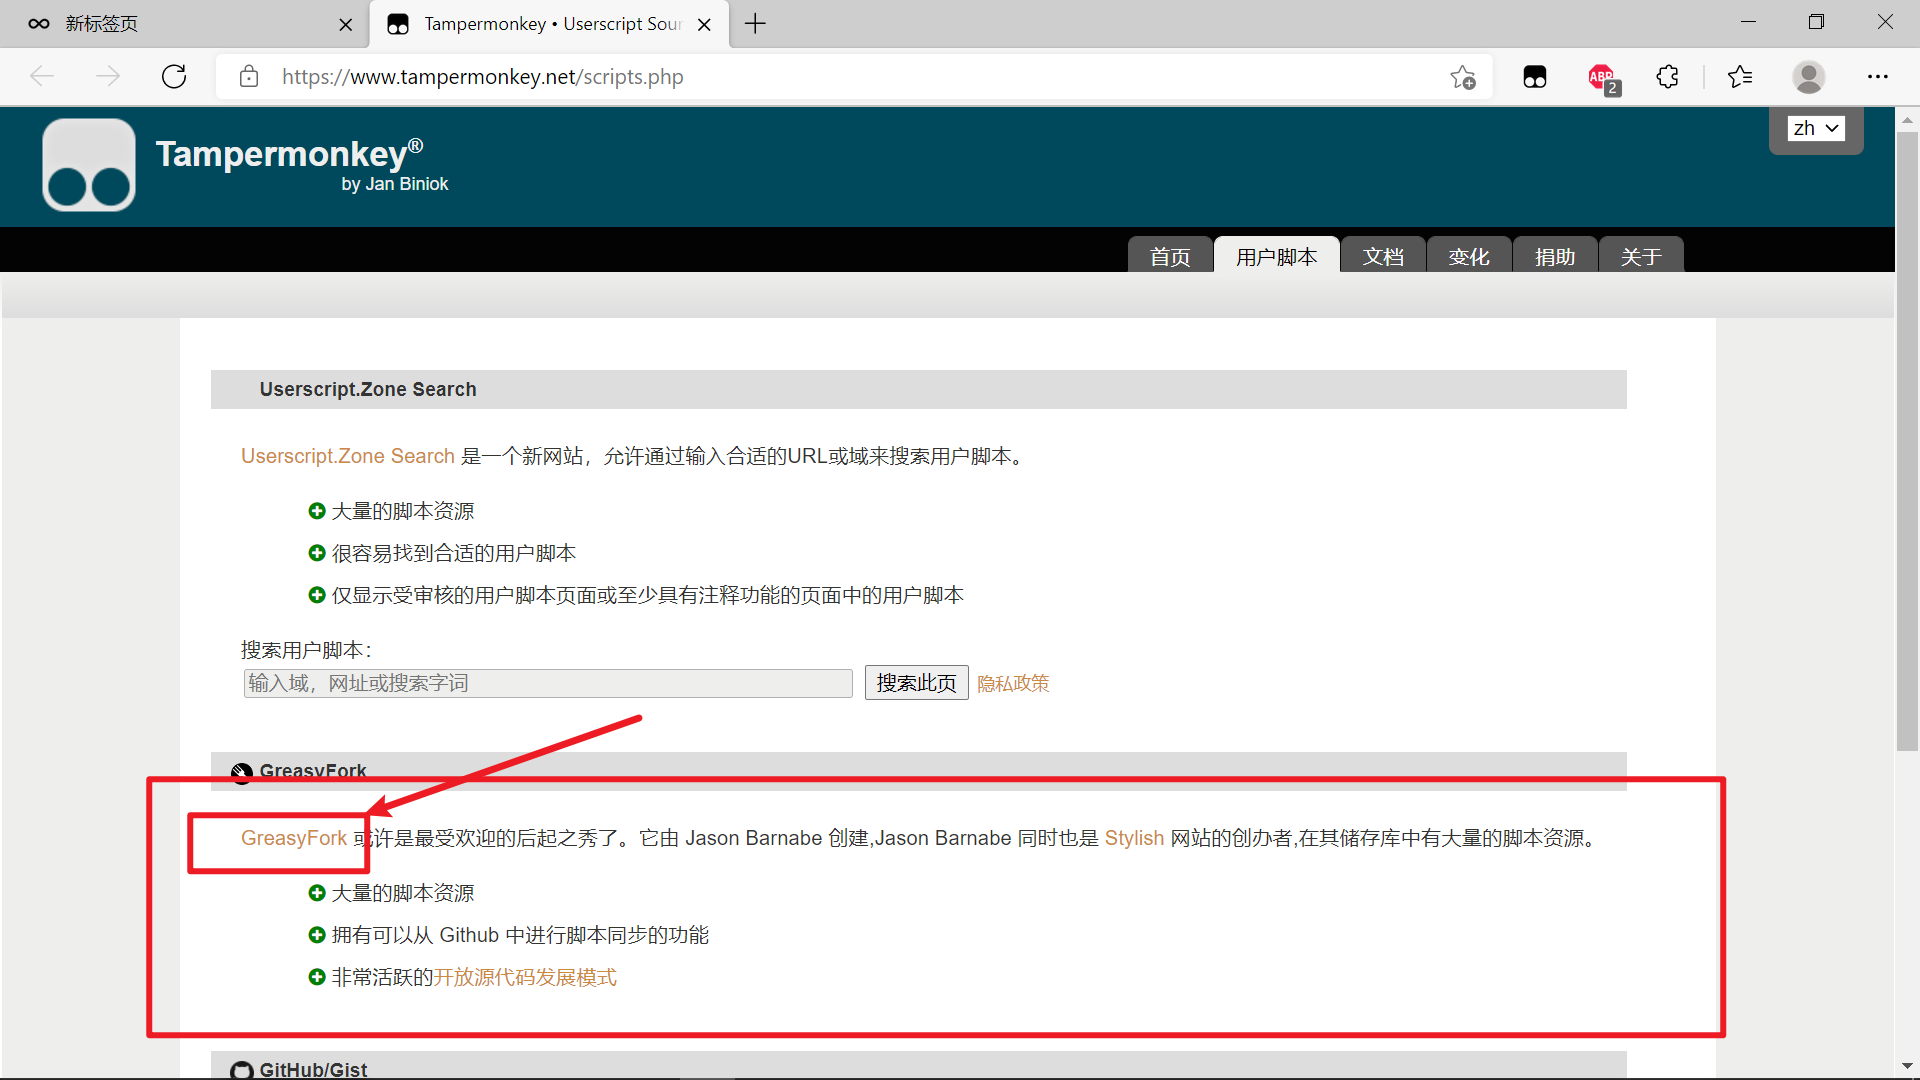 新标签页
Tampermonkey • Userscript Sour
https://www.tampermonkey.net/scripts.php
ABP
2
Tampermonkey®
by Jan Biniok
zh
首页 用户脚本 文档 变化 捐助 关于
Userscript.Zone Search
Userscript.Zone Search 是一个新网站，允许通过输入合适的URL或域来搜索用户脚本。
大量的脚本资源
很容易找到合适的用户脚本
仅显示受审核的用户脚本页面或至少具有注释功能的页面中的用户脚本
搜索用户脚本：
输入域，网址或搜索字词 搜索此页 隐私政策
GreasyFork
GreasyFork 或许是最受欢迎的后起之秀了。它由 Jason Barnabe 创建,Jason Barnabe 同时也是 Stylish 网站的创办者,在其储存库中有大量的脚本资源。
大量的脚本资源
拥有可以从 Github 中进行脚本同步的功能
非常活跃的开放源代码发展模式
GitHub/Gist